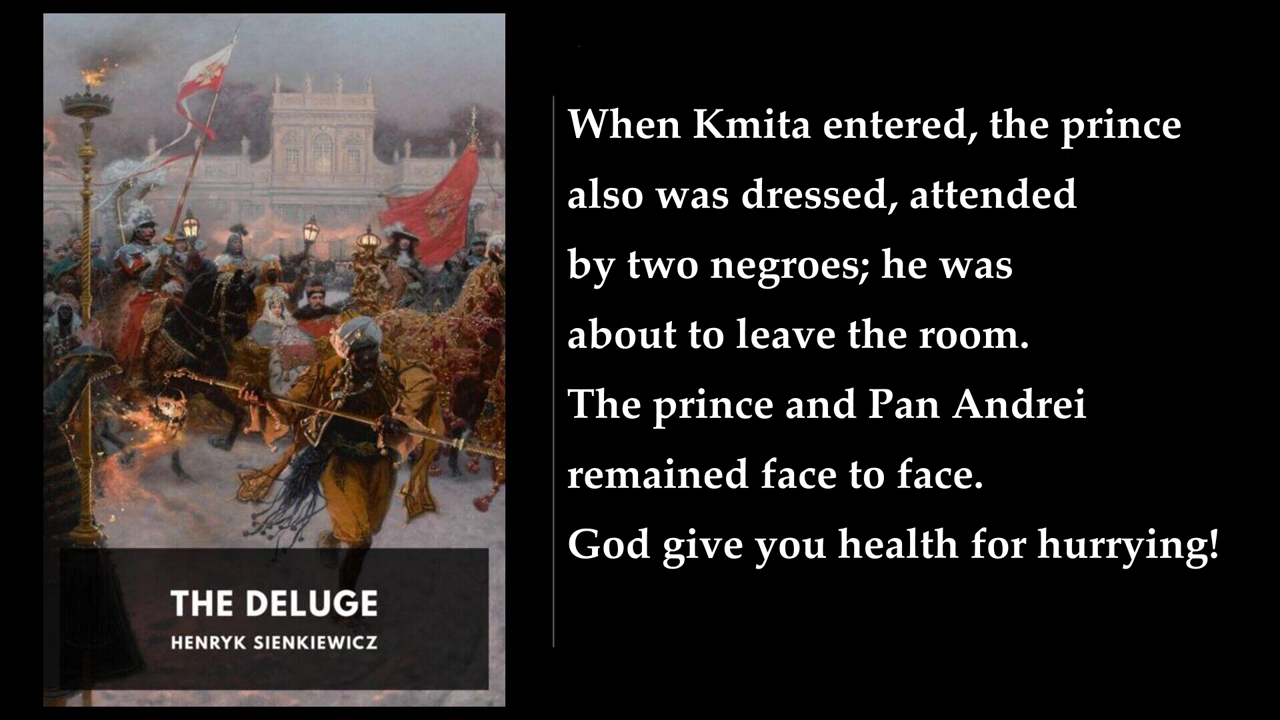 THE DELUGE
HENRYK SIENKIEWICZ
When Kmita entered, the prince
also was dressed, attended
by two negroes; he was
about to leave the room.
The prince and Pan Andrei
remained face to face.
God give you health for hurrying!